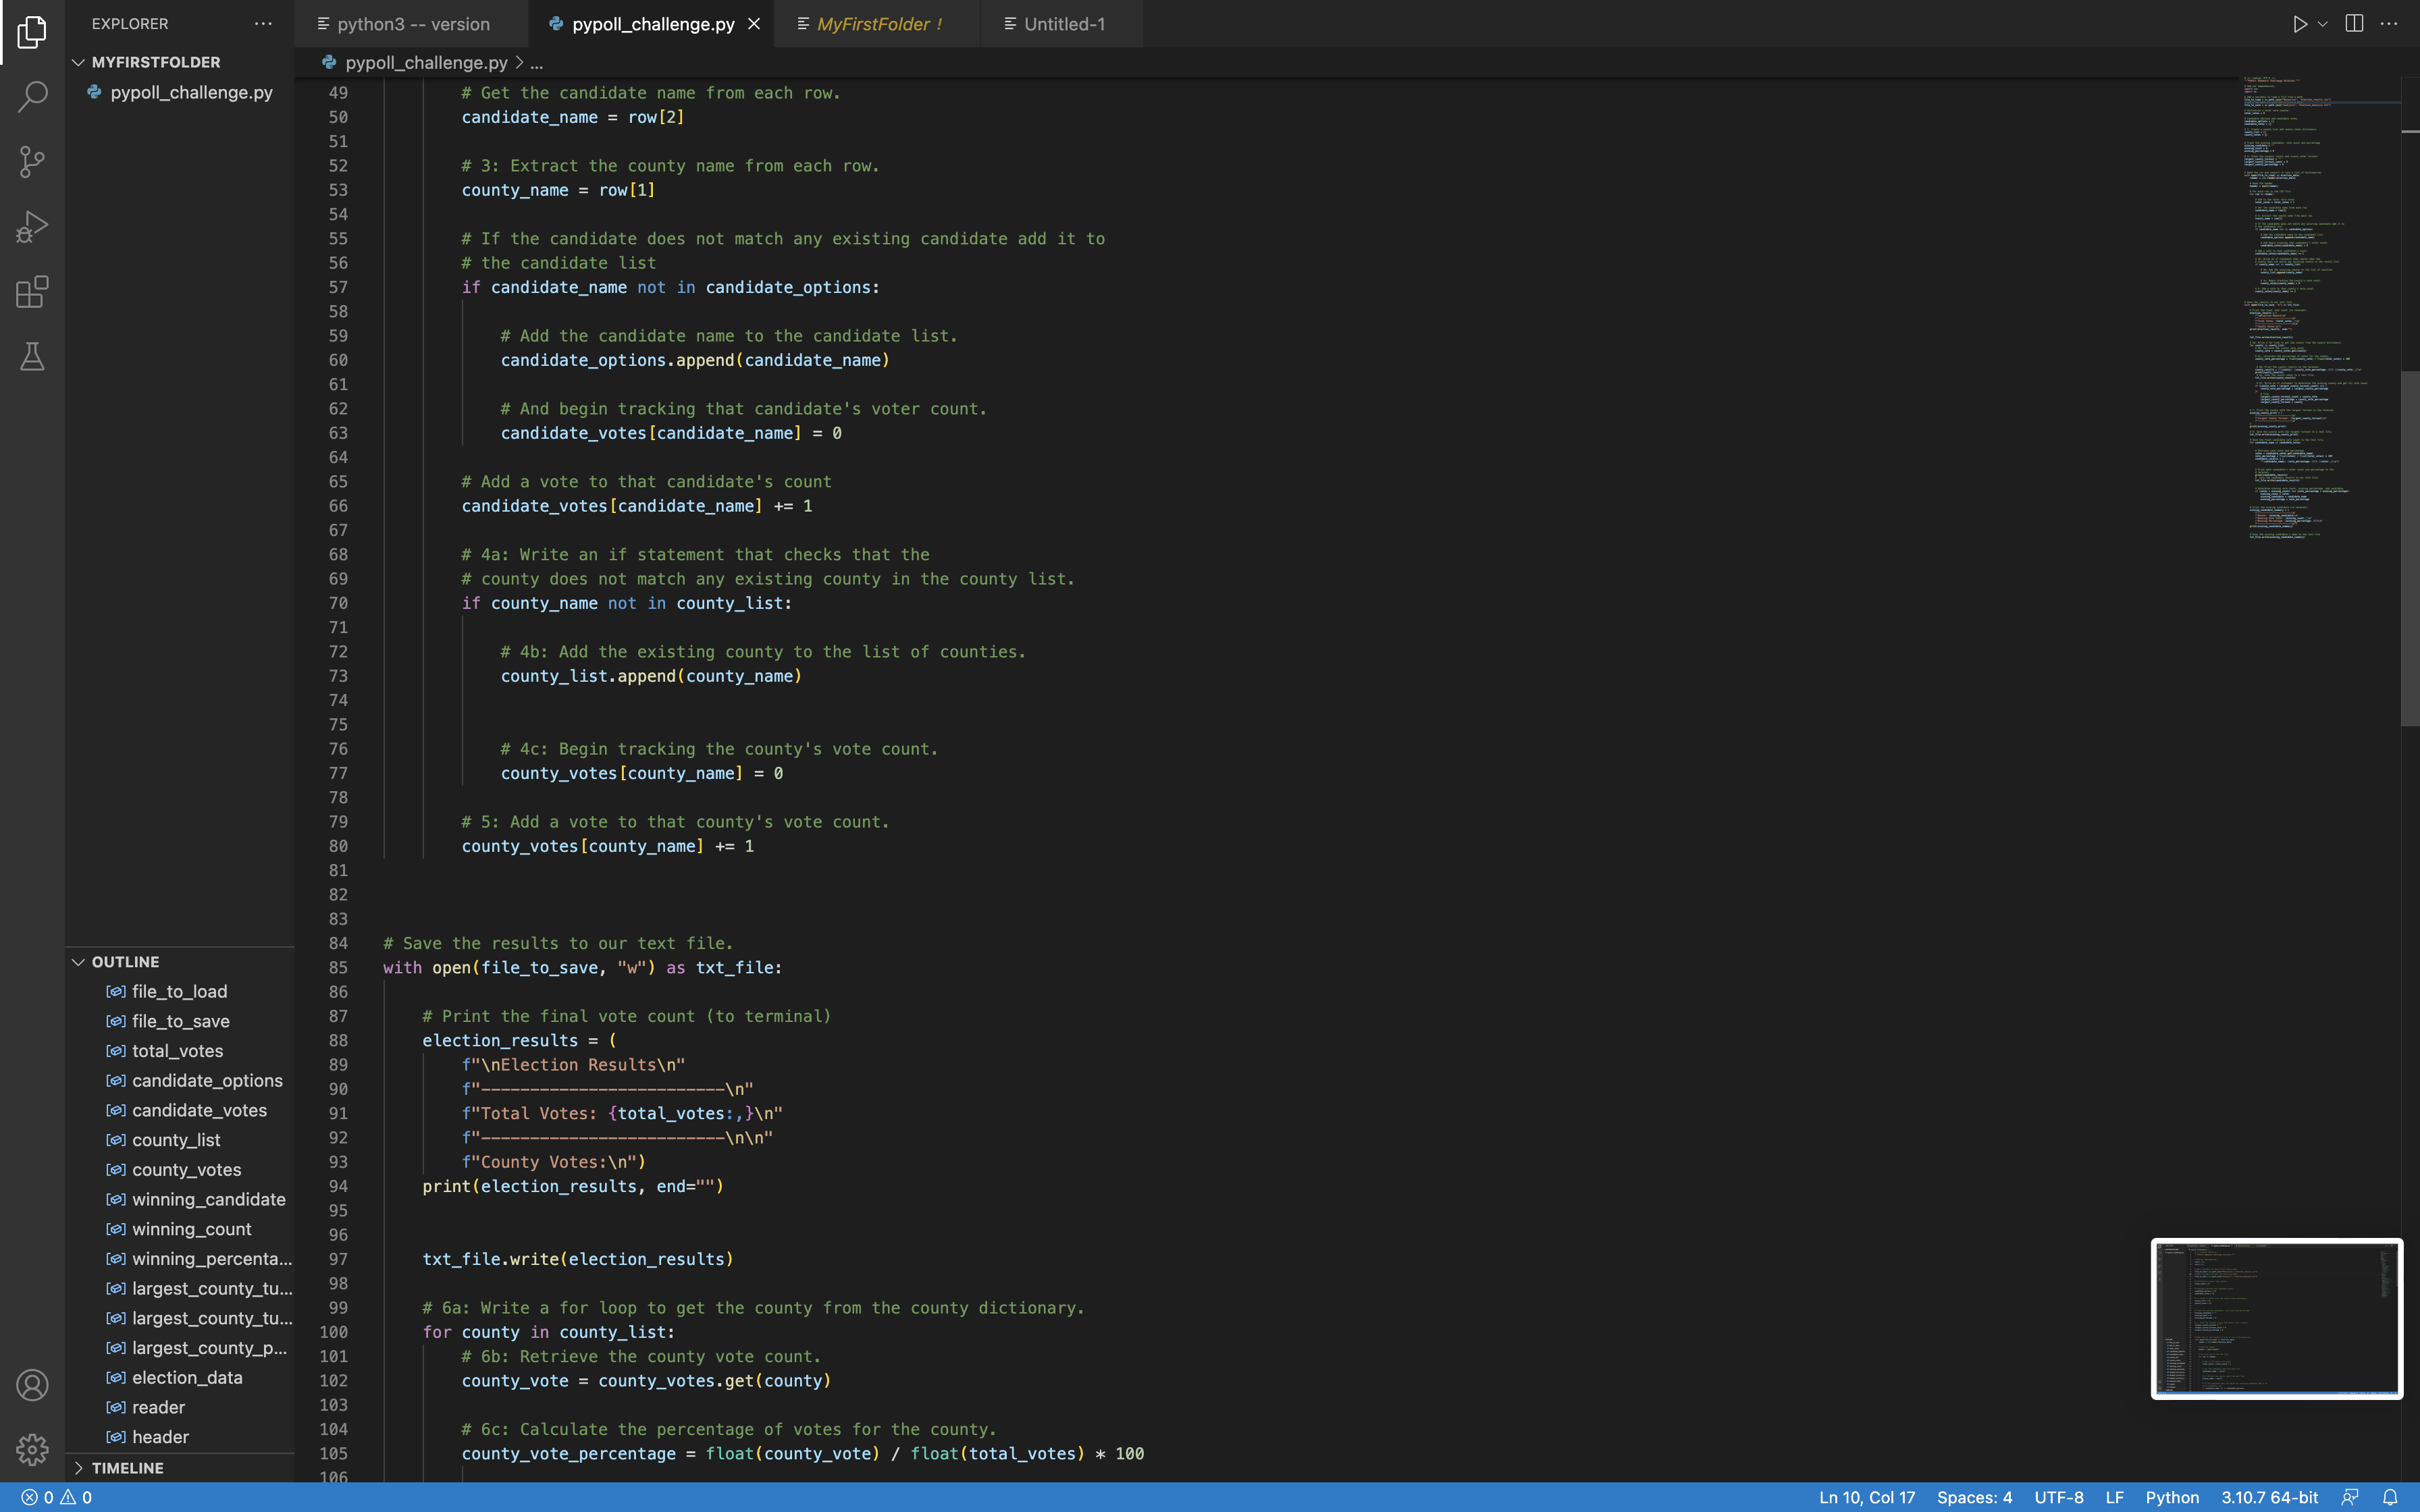 EXPLORER
python3 -- version
pypoll_challenge.py
MyFirstFolder !
Untitled-1
MYFIRSTFOLDER
pypoll_challenge.py
pypoll_challenge.py > ...
49 # Get the candidate name from each row.
50 candidate_name = row[2]
51
52 # 3: Extract the county name from each row.
53 county_name = row[1]
54
55 # If the candidate does not match any existing candidate add it to
56 # the candidate list
57 if candidate_name not in candidate_options:
58
59 # Add the candidate name to the candidate list.
60 candidate_options.append(candidate_name)
61
62 # And begin tracking that candidate's voter count.
63 candidate_votes[candidate_name] = 0
64
65 # Add a vote to that candidate's count
66 candidate_votes[candidate_name] += 1
67
68 # 4a: Write an if statement that checks that the
69 # county does not match any existing county in the county list.
70 if county_name not in county_list:
71
72 # 4b: Add the existing county to the list of counties.
73 county_list.append(county_name)
74
75
76 # 4c: Begin tracking the county's vote count.
77 county_votes[county_name] = 0
78
79 # 5: Add a vote to that county's vote count.
80 county_votes[county_name] += 1
81
82
83
84 # Save the results to our text file.
85 with open(file_to_save, "w") as txt_file:
86
87 # Print the final vote count (to terminal)
88 election_results = (
89 f"\nElection Results\n"
90 f"-------------------------\n"
91 f"Total Votes: {total_votes:,}\n"
92 f"-------------------------\n\n"
93 f"County Votes:\n")
94 print(election_results, end="")
95
96
97 txt_file.write(election_results)
98
99 # 6a: Write a for loop to get the county from the county dictionary.
100 for county in county_list:
101 # 6b: Retrieve the county vote count.
102 county_vote = county_votes.get(county)
103
104 # 6c: Calculate the percentage of votes for the county.
105 county_vote_percentage = float(county_vote) / float(total_votes) * 100
106
OUTLINE
file_to_load
file_to_save
total_votes
candidate_options
candidate_votes
county_list
county_votes
winning_candidate
winning_count
winning_percenta...
largest_county_tu...
largest_county_tu...
largest_county_p...
election_data
reader
header
TIMELINE
0 0
Ln 10, Col 17
Spaces: 4
UTF-8
LF
Python
3.10.7 64-bit